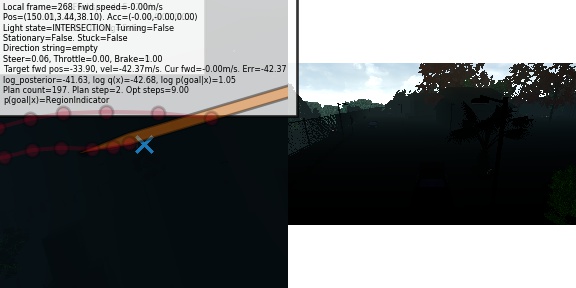 Local frame=268. Fwd speed=-0.00m/s
Pos=(150.01,3.44,38.10). Acc=(-0.00,-0.00,0.00)
Light state=INTERSECTION. Turning=False
Stationary=False. Stuck=False
Direction string=empty
Steer=0.06, Throttle=0.00, Brake=1.00
Target fwd pos=-33.90, vel=-42.37m/s. Cur fwd=-0.00m/s. Err=-42.37
log_posterior=-41.63, log q(x)=-42.68, log p(goal|x)=1.05
Plan count=197. Plan step=2. Opt steps=9.00
p(goal|x)=RegionIndicator